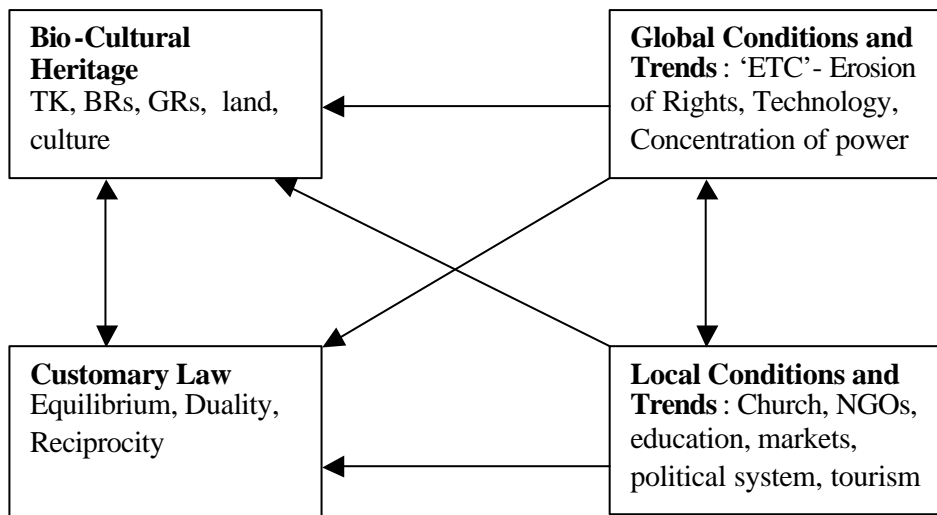 Bio-Cultural
Heritage
TK, BRs, GRs, land,
culture
Global Conditions and
Trends: ‘ETC’- Erosion
of Rights, Technology,
Concentration of power
Customary Law
Equilibrium, Duality,
Reciprocity
Local Conditions and
Trends: Church, NGOs,
education, markets,
political system, tourism